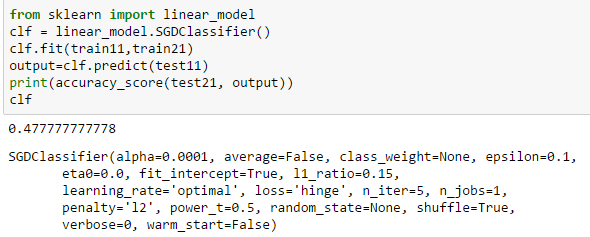 from sklearn import linear_model
clf = linear_model.SGDClassifier()
clf.fit(train11,train21)
output=clf.predict(test11)
print(accuracy_score(test21, output))
clf
0.477777777778
SGDClassifier(alpha=0.0001, average=False, class_weight=None, epsilon=0.1,
eta0=0.0, fit_intercept=True, l1_ratio=0.15,
learning_rate='optimal', loss='hinge', n_iter=5, n_jobs=1,
penalty='l2', power_t=0.5, random_state=None, shuffle=True,
verbose=0, warm_start=False)